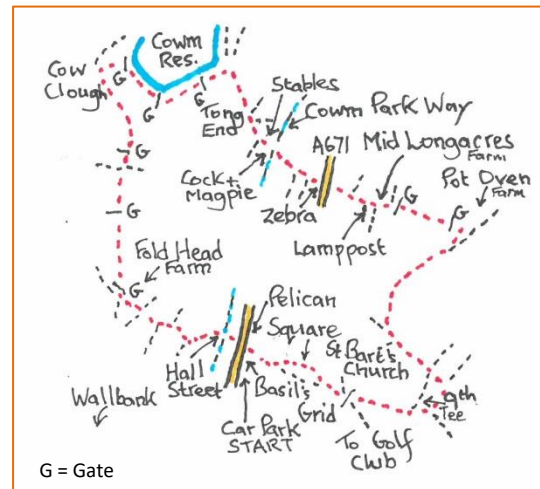 Cowm
Res.
Cow
Clough
G
G
G
Tong
End
Stables
Cowm Park Way
A671
Mid Longacres
Farm
Pot Oven
Farm
G
G
Cock +
Magpie
Zebra
Lamppost
G
G
Fold Head
Farm
G
Pelican
Square
St Bart's
Church
Hall
Street
Basil's
Grid
9th
Tee
Wallbank
Car Park
START
To Golf
Club
G = Gate